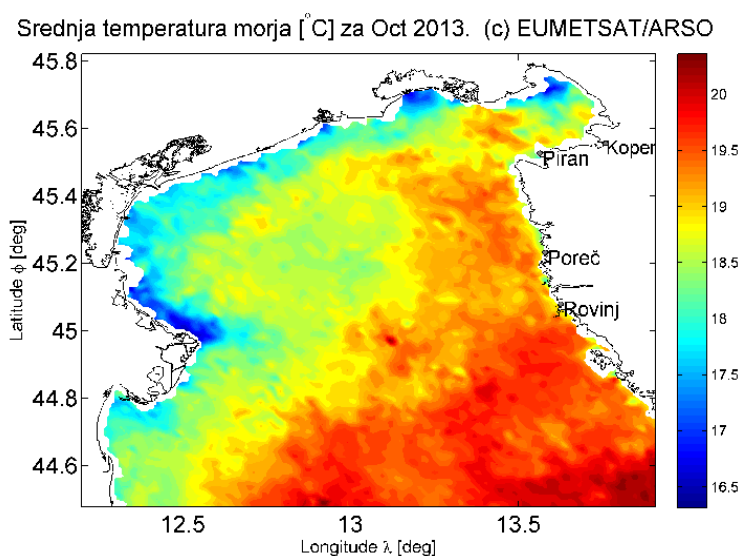 Srednja temperatura morja [°C] za Oct 2013. (c) EUMETSAT/ARSO
45.8
45.6
45.4
45.2
45
44.8
44.6
Latitude ϕ [deg]
Koper
Piran
Poreč
Rovinj
12.5
13
13.5
Longitude λ [deg]
20
19.5
19
18.5
18
17.5
17
16.5